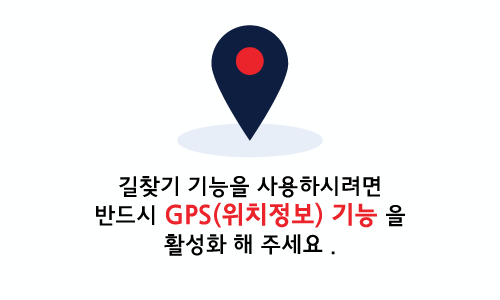 길찾기 기능을 사용하시려면
반드시 GPS(위치정보) 기능 을
활성화 해 주세요 .